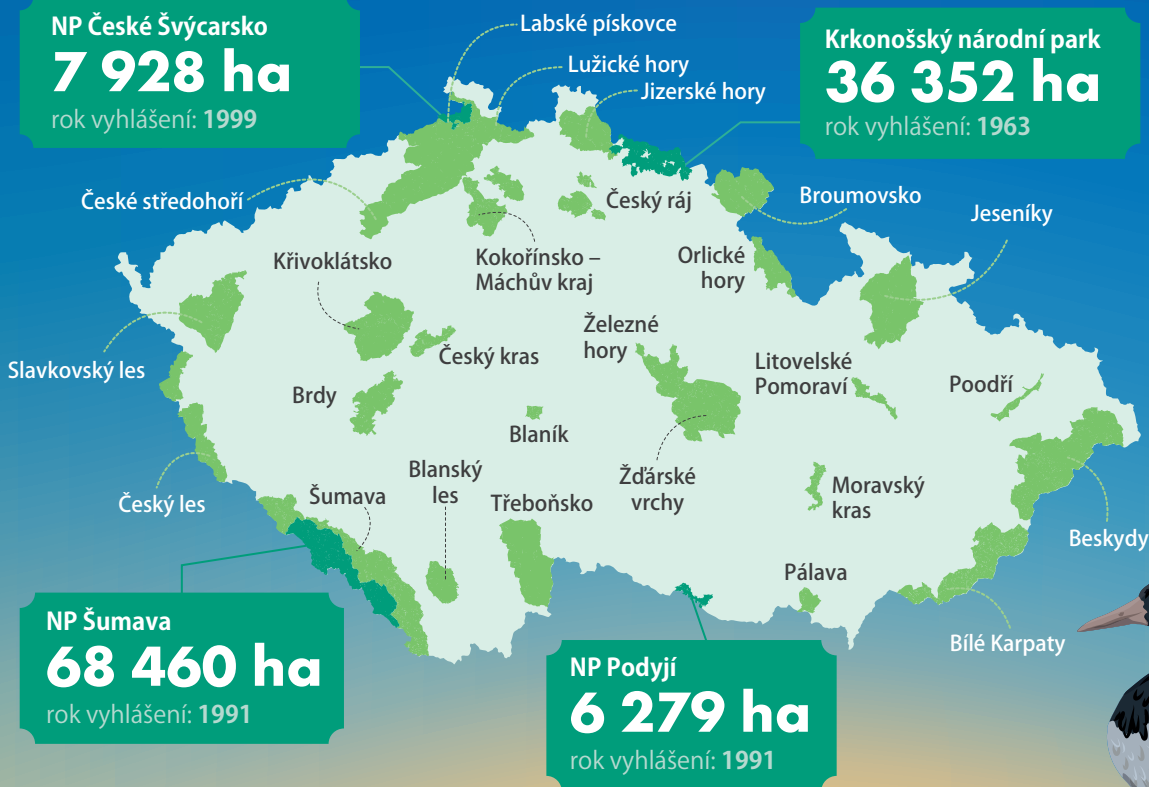 NP České Švýcarsko
7 928 ha
rok vyhlášení: 1999
Labské pískovce
Lužické hory
Jizerské hory
Krkonošský národní park
36 352 ha
rok vyhlášení: 1963
České středohoří
Český ráj
Broumovsko
Jeseníky
Křivoklátsko
Kokořínsko –
Máchův kraj
Orlické
hory
Slavkovský les
Český kras
Železné
hory
Litovelské
Pomoraví
Poodří
Brdy
Blaník
Český les
Šumava
Blanský
les
Třeboňsko
Žďárské
vrchy
Moravský
kras
Beskydy
Pálava
Bílé Karpaty
NP Šumava
68 460 ha
rok vyhlášení: 1991
NP Podyjí
6 279 ha
rok vyhlášení: 1991